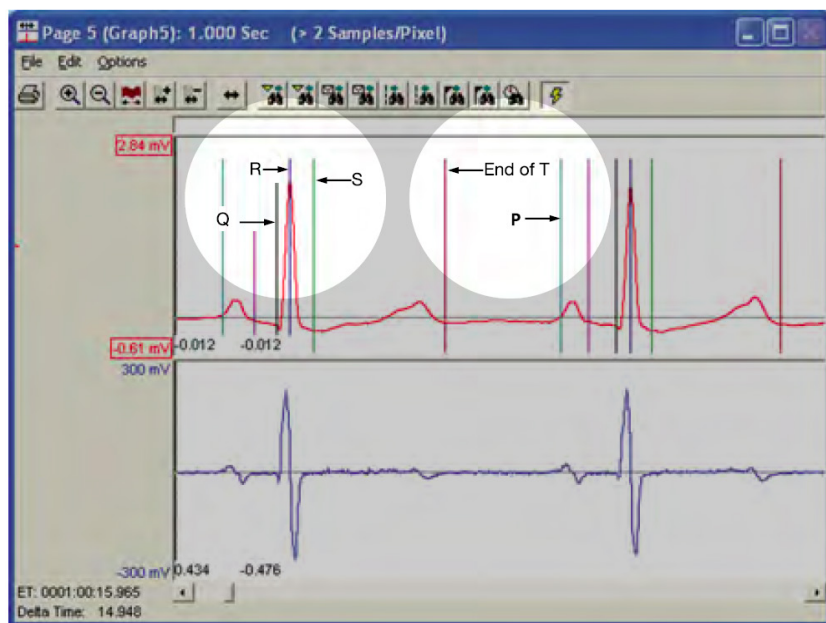 Page 5 (Graph5): 1.000 Sec (> 2 Samples/Pixel)
File Edit Options
2.84 mV
R
S
End of T
Q
P
-0.61 mV
-0.012 -0.012
300 mV
-300 mV
0.434 -0.476
ET: 0001:00:15.965
Delta Time: 14.948